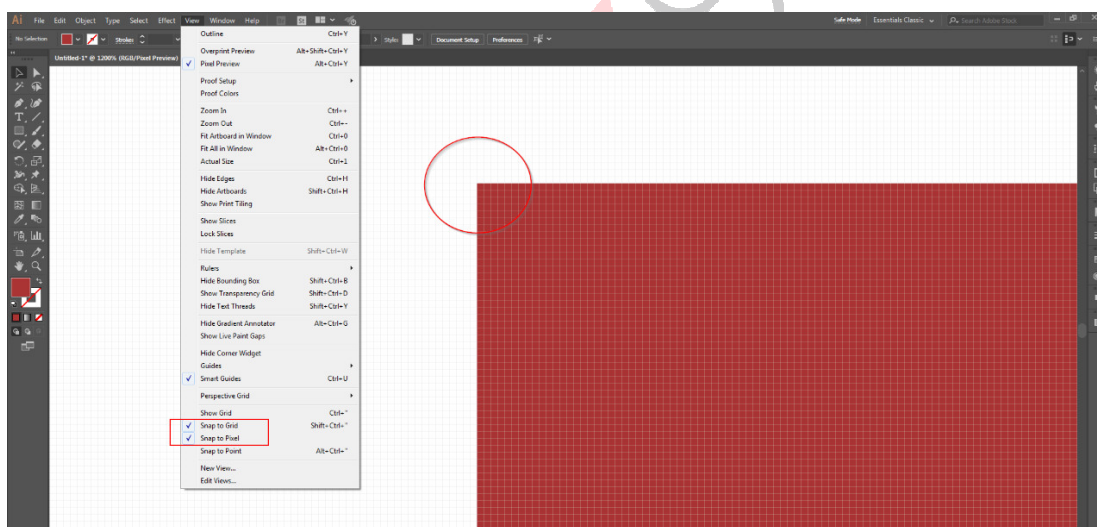 Ai File Edit Object Type Select Effect View Window Help St Safe Mode Essentials Classic Search Adobe Stock
No Selection Stroke: Style: Document Setup Preferences
Untitled-1* @ 1200% (RGB/Pixel Preview)
Outline Ctrl+Y
Overprint Preview Alt+Shift+Ctrl+Y
Pixel Preview Alt+Ctrl+Y
Proof Setup
Proof Colors
Zoom In Ctrl++
Zoom Out Ctrl+-
Fit Artboard in Window Ctrl+0
Fit All in Window Alt+Ctrl+0
Actual Size Ctrl+1
Hide Edges Ctrl+H
Hide Artboards Shift+Ctrl+H
Show Print Tiling
Show Slices
Lock Slices
Hide Template Shift+Ctrl+W
Rulers
Hide Bounding Box Shift+Ctrl+B
Show Transparency Grid Shift+Ctrl+D
Hide Text Threads Shift+Ctrl+Y
Hide Gradient Annotator Alt+Ctrl+G
Show Live Paint Gaps
Hide Corner Widget
Guides
Smart Guides Ctrl+U
Perspective Grid
Show Grid Ctrl+"
Snap to Grid Shift+Ctrl+"
Snap to Pixel
Snap to Point Alt+Ctrl+"
New View...
Edit Views...